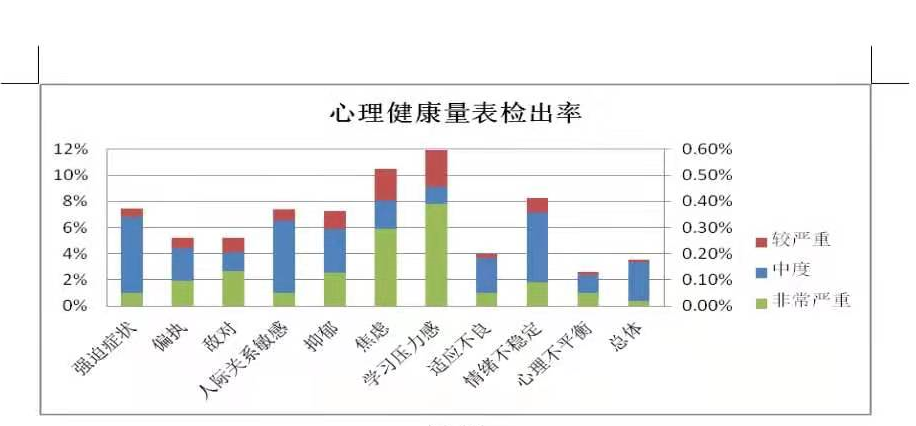 心理健康量表检出率
12%
10%
8%
6%
4%
2%
0%
0.60%
0.50%
0.40%
0.30%
0.20%
0.10%
0.00%
较严重
中度
非常严重
强迫症状
偏执
敌对
人际关系敏感
抑郁
焦虑
学习压力感
适应不良
情绪不稳定
心理不平衡
总体